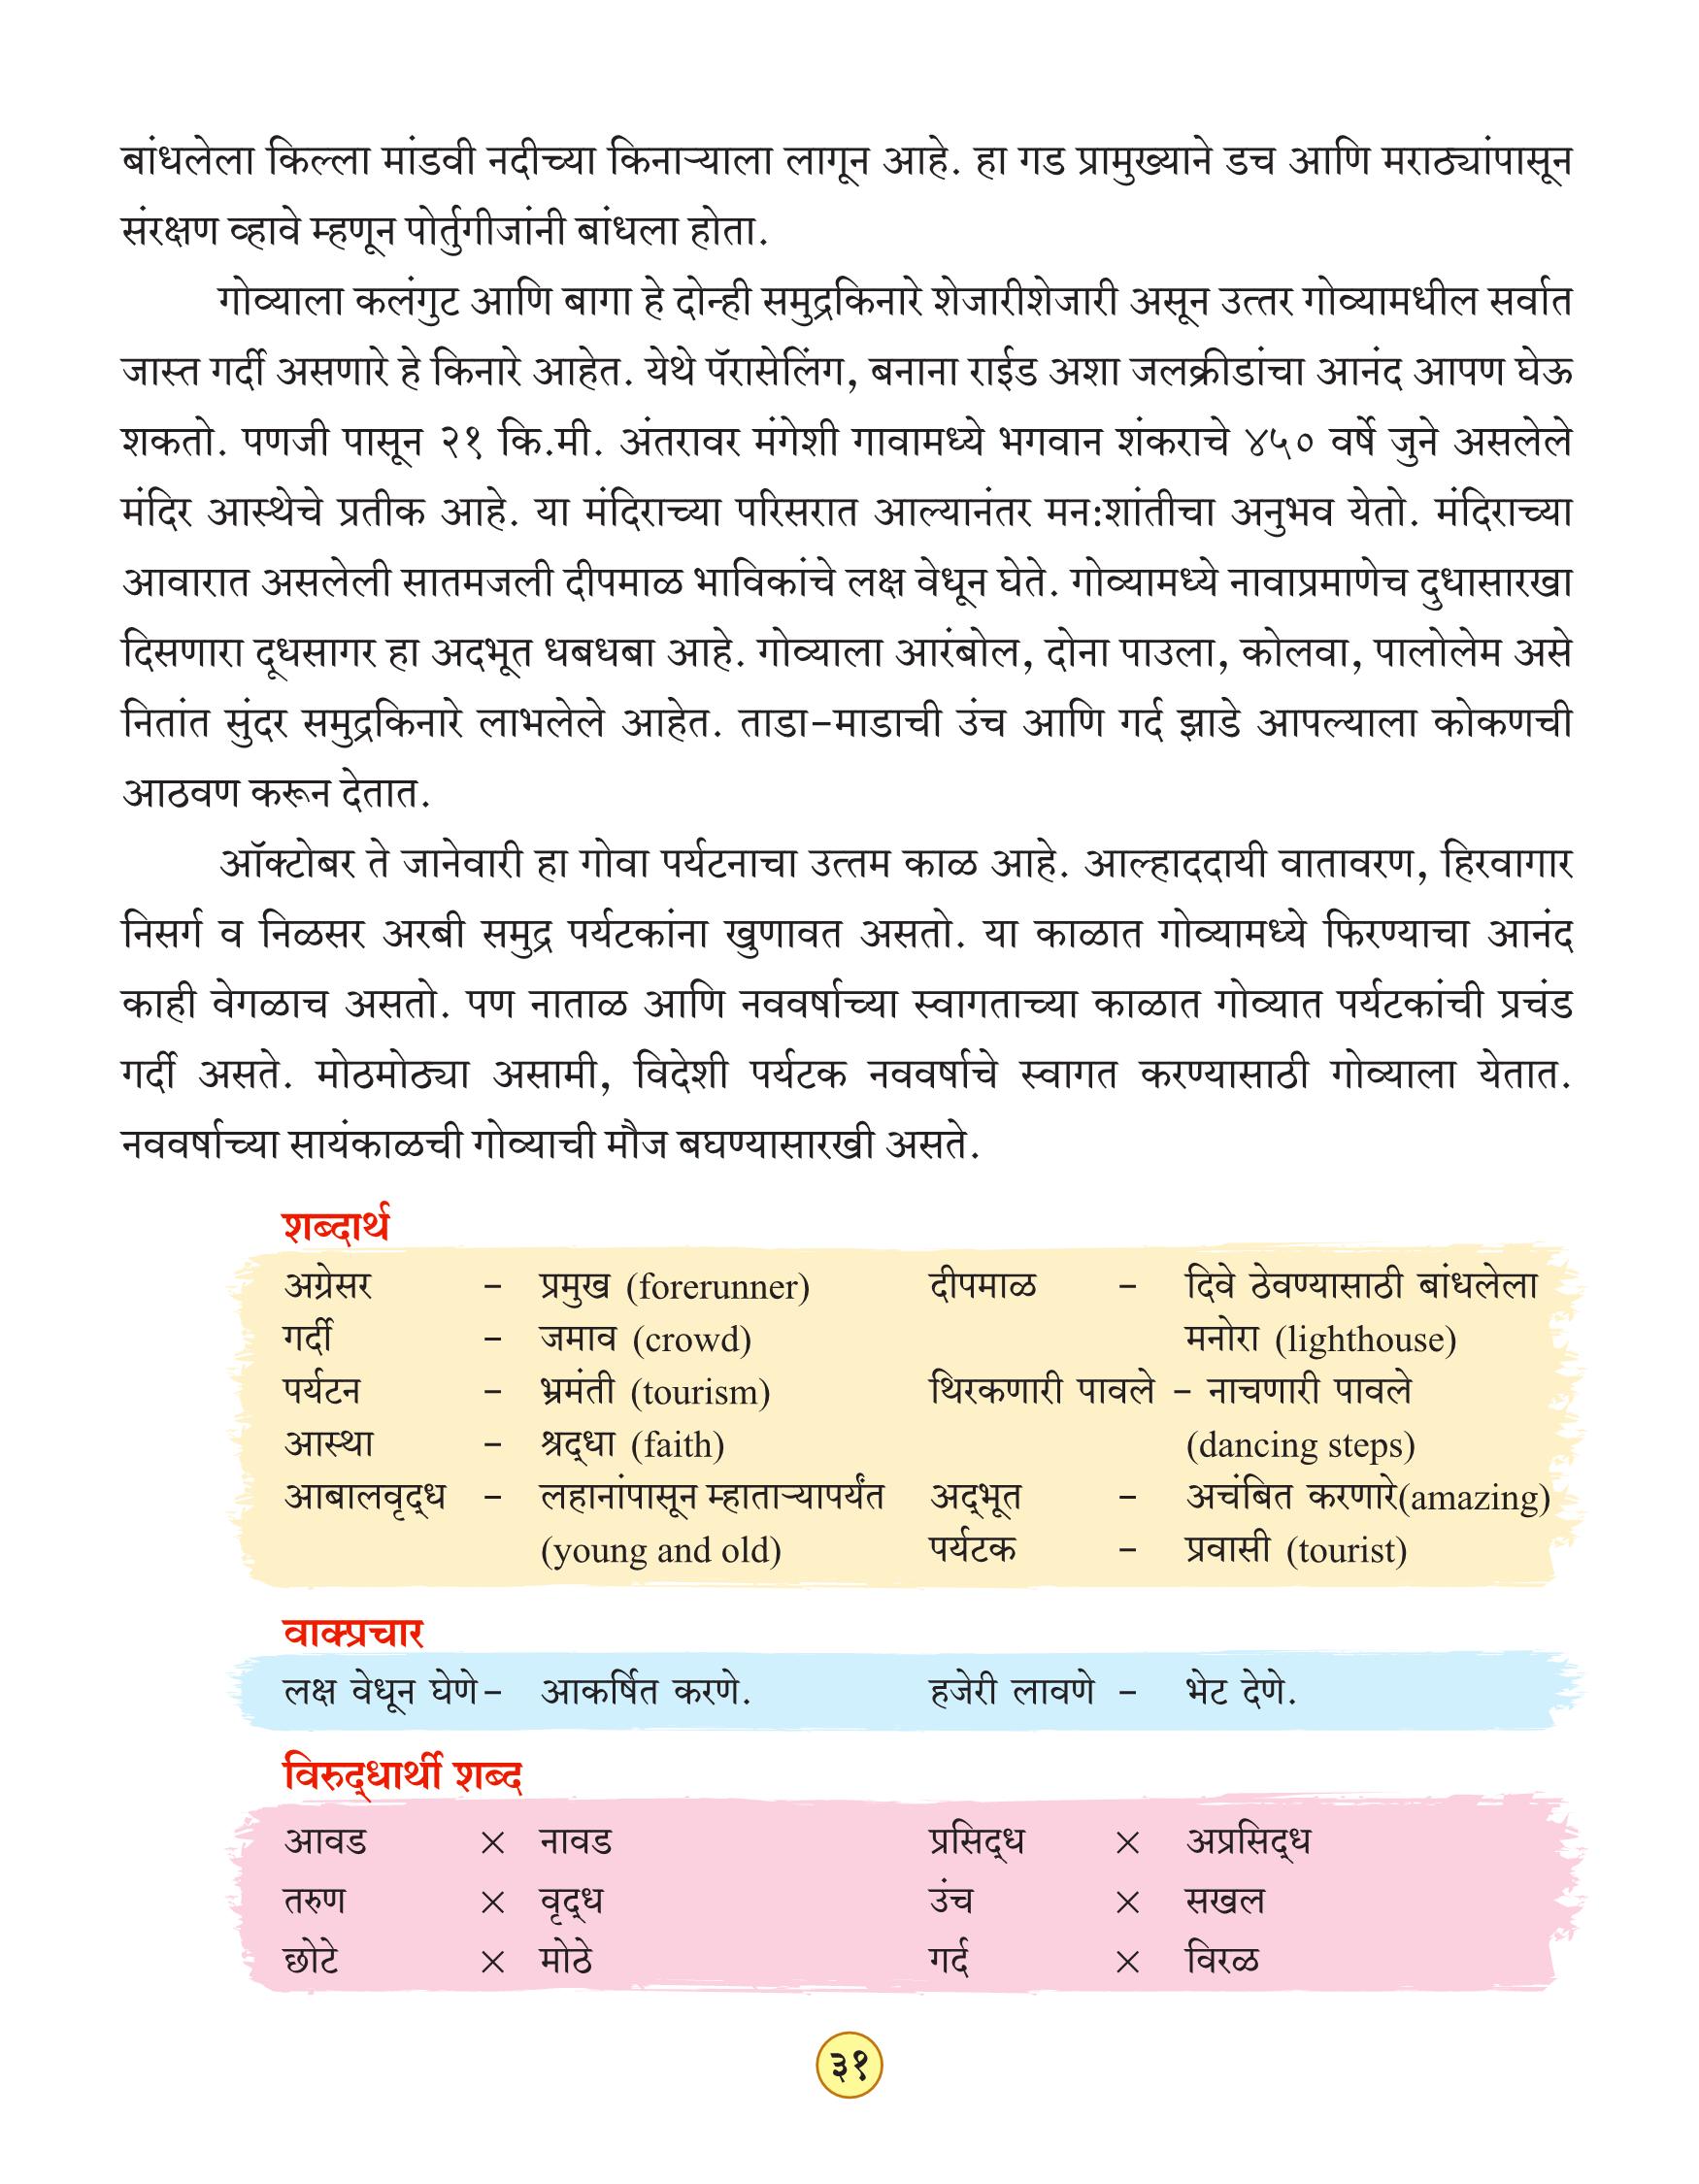 बांधलेला किल्ला मांडवी नदीच्या किनाऱ्याला लागून आहे. हा गड प्रामुख्याने डच आणि मराठ्यांपासून
संरक्षण व्हावे म्हणून पोर्तुगीजांनी बांधला होता.
गोव्याला कलंगुट आणि बागा हे दोन्ही समुद्रकिनारे शेजारीशेजारी असून उत्तर गोव्यामधील सर्वात
जास्त गर्दी असणारे हे किनारे आहेत. येथे पॅरासेलिंग, बनाना राईड अशा जलक्रीडांचा आनंद आपण घेऊ
शकतो. पणजी पासून २१ कि.मी. अंतरावर मंगेशी गावामध्ये भगवान शंकराचे ४५० वर्षे जुने असलेले
मंदिर आस्थेचे प्रतीक आहे. या मंदिराच्या परिसरात आल्यानंतर मन:शांतीचा अनुभव येतो. मंदिराच्या
आवारात असलेली सातमजली दीपमाळ भाविकांचे लक्ष वेधून घेते. गोव्यामध्ये नावाप्रमाणेच दुधासारखा
दिसणारा दूधसागर हा अदभूत धबधबा आहे. गोव्याला आरंबोल, दोना पाउला, कोलवा, पालोलेम असे
नितांत सुंदर समुद्रकिनारे लाभलेले आहेत. ताडा-माडाची उंच आणि गर्द झाडे आपल्याला कोकणची
आठवण करून देतात.
ऑक्टोबर ते जानेवारी हा गोवा पर्यटनाचा उत्तम काळ आहे. आल्हाददायी वातावरण, हिरवागार
निसर्ग व निळसर अरबी समुद्र पर्यटकांना खुणावत असतो. या काळात गोव्यामध्ये फिरण्याचा आनंद
काही वेगळाच असतो. पण नाताळ आणि नववर्षाच्या स्वागताच्या काळात गोव्यात पर्यटकांची प्रचंड
गर्दी असते. मोठमोठ्या असामी, विदेशी पर्यटक नववर्षाचे स्वागत करण्यासाठी गोव्याला येतात.
नववर्षाच्या सायंकाळची गोव्याची मौज बघण्यासारखी असते.
शब्दार्थ
अग्रेसर - प्रमुख (forerunner) दीपमाळ - दिवे ठेवण्यासाठी बांधलेला
गर्दी - जमाव (crowd) मनोरा (lighthouse)
पर्यटन - भ्रमंती (tourism) थिरकणारी पावले - नाचणारी पावले
आस्था - श्रद्‌धा (faith) (dancing steps)
आबालवृद्‌ध - लहानांपासून म्हाताऱ्यापर्यंत अद्‌भूत - अचंबित करणारे(amazing)
(young and old) पर्यटक - प्रवासी (tourist)
वाक्प्रचार
लक्ष वेधून घेणे- आकर्षित करणे. हजेरी लावणे - भेट देणे.
विरुद्‌धार्थी शब्द
आवड × नावड प्रसिद्‌ध × अप्रसिद्‌ध
तरुण × वृद्‌ध उंच × सखल
छोटे × मोठे गर्द × विरळ
३१